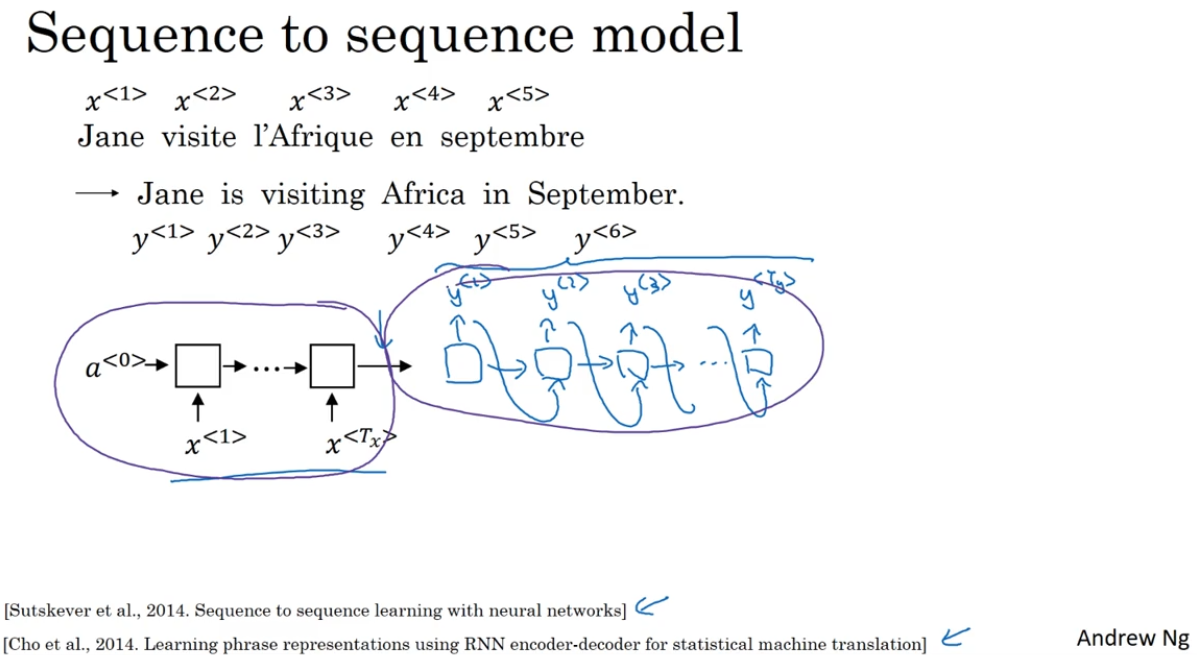 Sequence to sequence model
x<1> x<2> x<3> x<4> x<5>
Jane visite l'Afrique en septembre
→ Jane is visiting Africa in September.
y<1> y<2> y<3> y<4> y<5> y<6>
y<1> y<2> y<3> y<Ty>
a<0> → → ... → → ...
x<1> x<Tx>
[Sutskever et al., 2014. Sequence to sequence learning with neural networks]
[Cho et al., 2014. Learning phrase representations using RNN encoder-decoder for statistical machine translation]
Andrew Ng